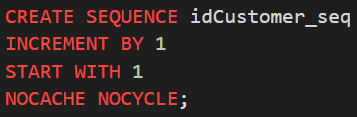 CREATE SEQUENCE idCustomer_seq
INCREMENT BY 1
START WITH 1
NOCACHE NOCYCLE;